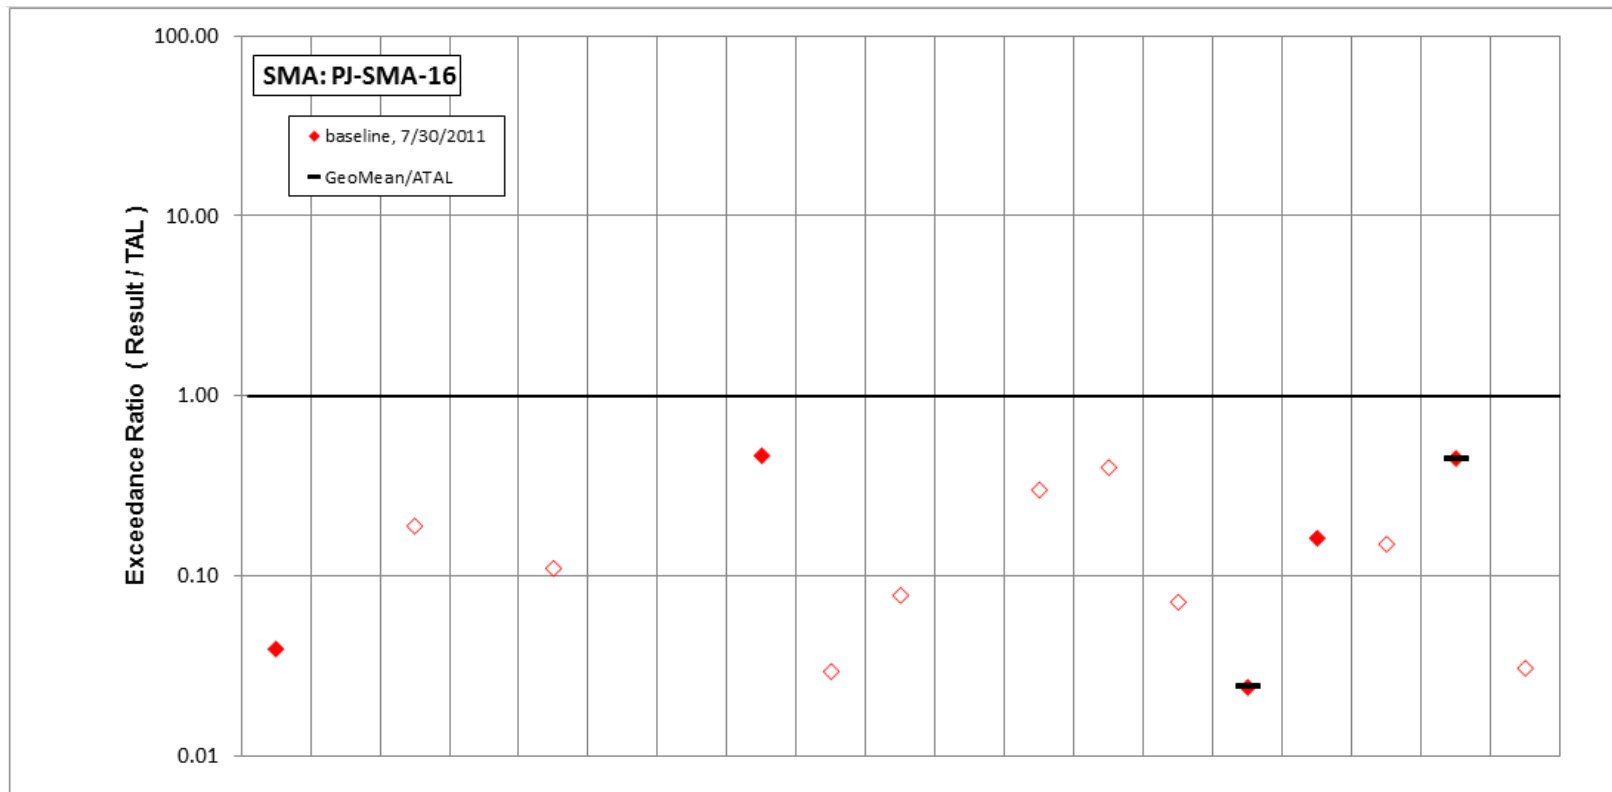 100.00
SMA: PJ-SMA-16
baseline, 7/30/2011
GeoMean/ATAL
10.00
1.00
0.10
0.01
Exceedance Ratio ( Result / TAL )